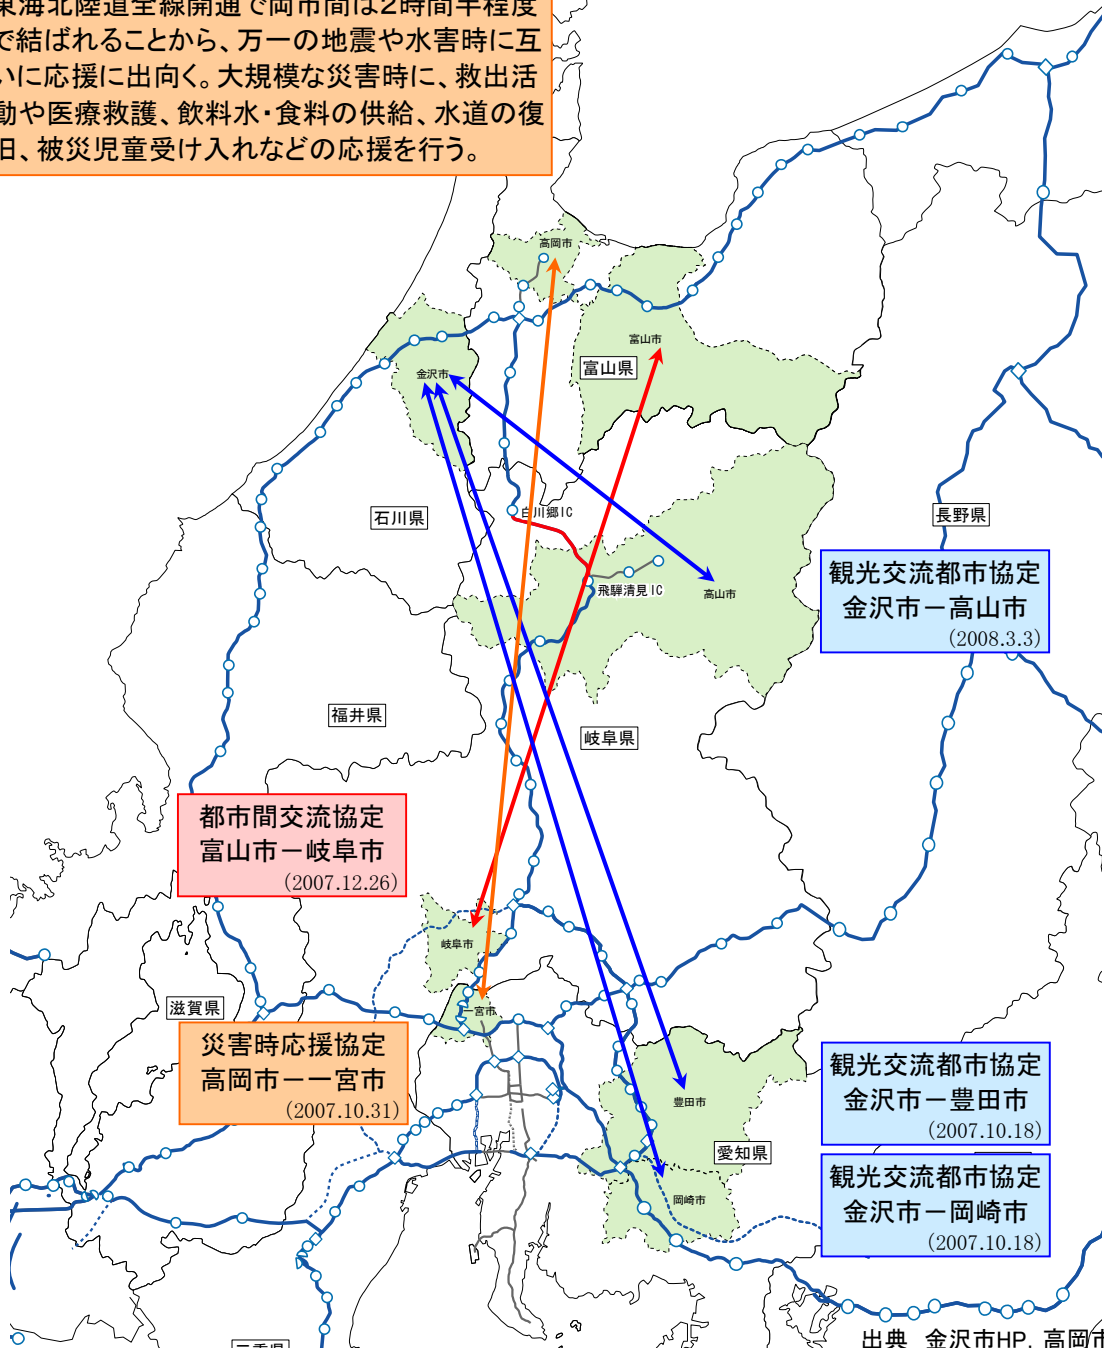 東海北陸道全線開通で両市間は2時間半程度
で結ばれることから、万一の地震や水害時に互
いに応援に出向く。大規模な災害時に、救出活
動や医療救護、飲料水・食料の供給、水道の復
旧、被災児童受け入れなどの応援を行う。
高岡市
富山市
富山県
金沢市
石川県
白川郷IC
長野県
飛騨清見IC
高山市
観光交流都市協定
金沢市－高山市
(2008.3.3)
福井県
岐阜県
都市間交流協定
富山市－岐阜市
(2007.12.26)
岐阜市
滋賀県
一宮市
災害時応援協定
高岡市－一宮市
(2007.10.31)
観光交流都市協定
金沢市－豊田市
(2007.10.18)
豊田市
愛知県
観光交流都市協定
金沢市－岡崎市
(2007.10.18)
岡崎市
三重県
出典 金沢市HP，高岡市